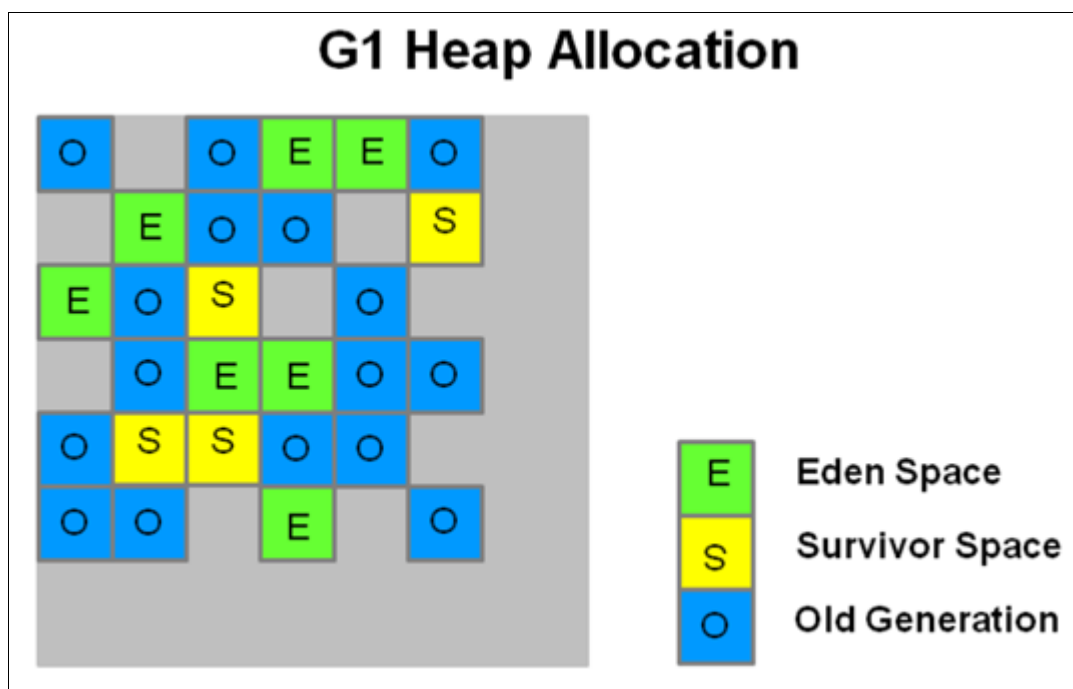 G1 Heap Allocation
O O E E O
E O O S
E O S O
O E E O O
O S S O O
O O E O
E Eden Space
S Survivor Space
O Old Generation